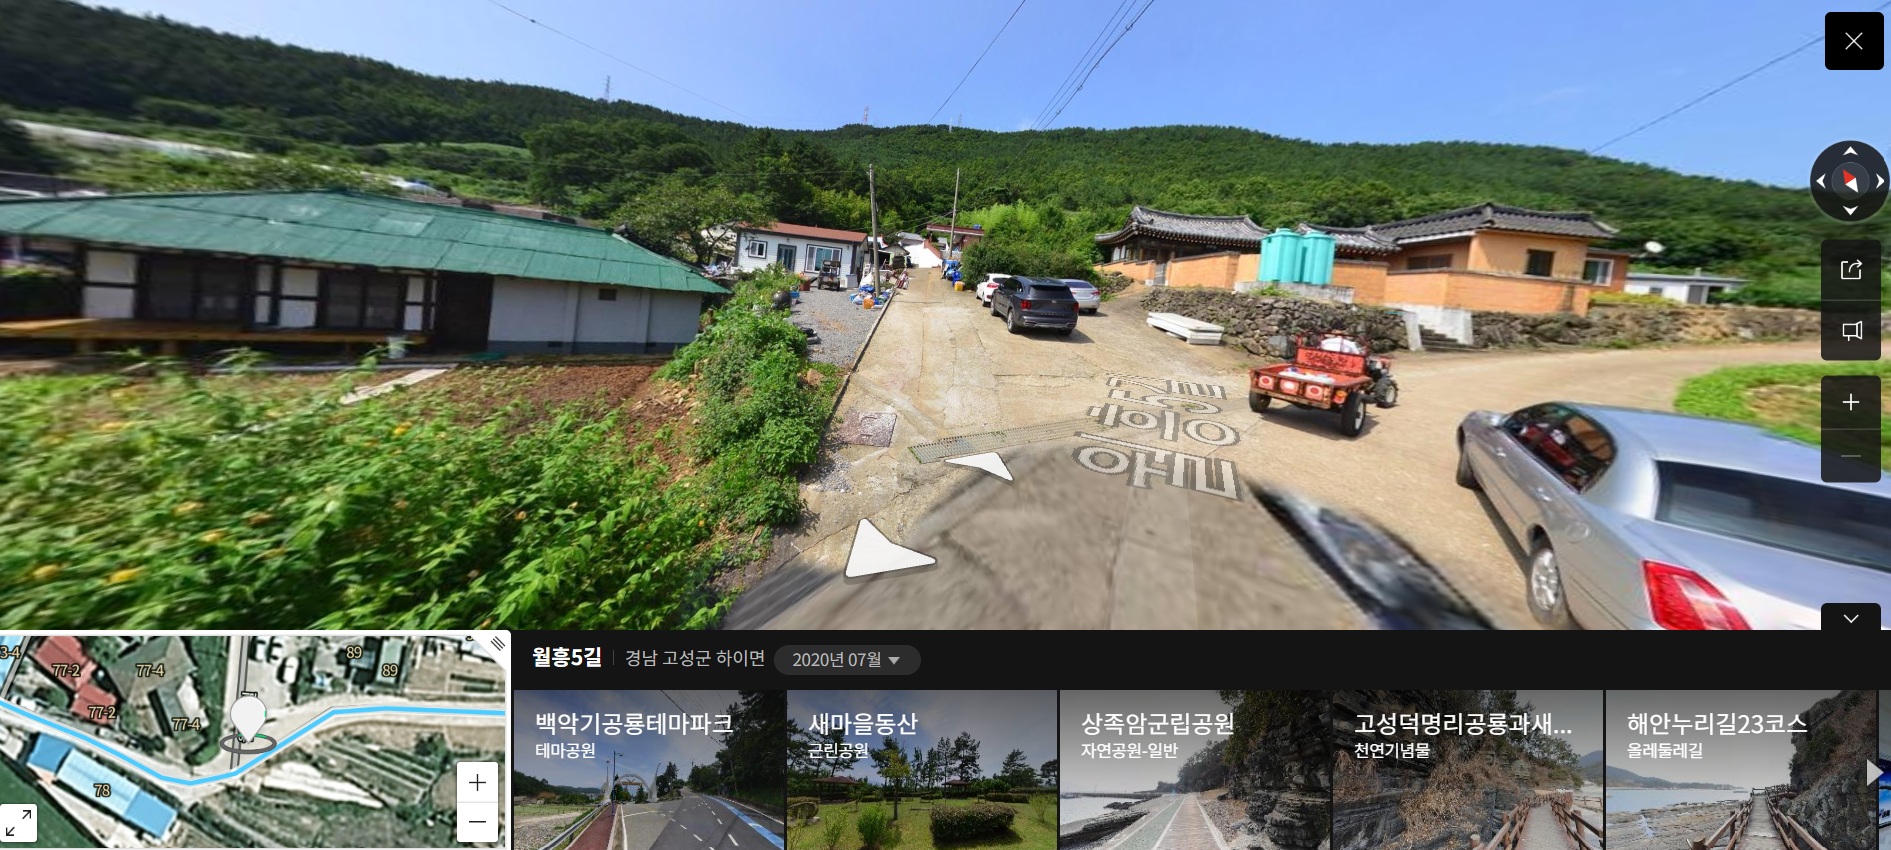 월흥5길
경남 고성군 하이면
2020년 07월
백악기공룡테마파크
테마공원
새마을동산
근린공원
상족암군립공원
자연공원-일반
고성덕명리공룡과새...
천연기념물
해안누리길23코스
올레둘레길
3-4
77-2
77-4
89
89
77-2
77-4
78